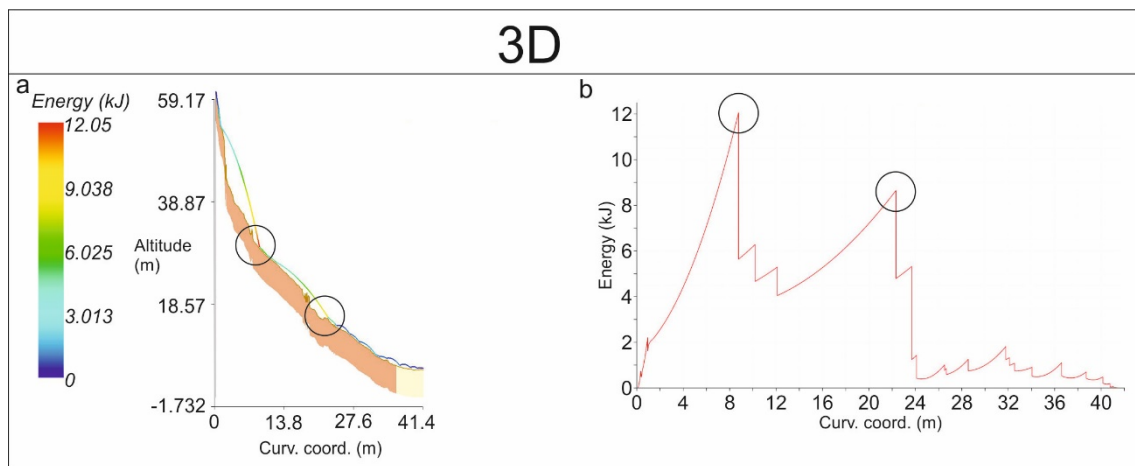 3D
a
Energy (kJ)
12.05
9.038
6.025
3.013
0
59.17
38.87
Altitude
(m)
18.57
-1.732
0 13.8 27.6 41.4
Curv. coord. (m)
b
12
10
8
6
4
2
0
Energy (kJ)
0 4 8 12 16 20 24 28 32 36 40
Curv. coord. (m)